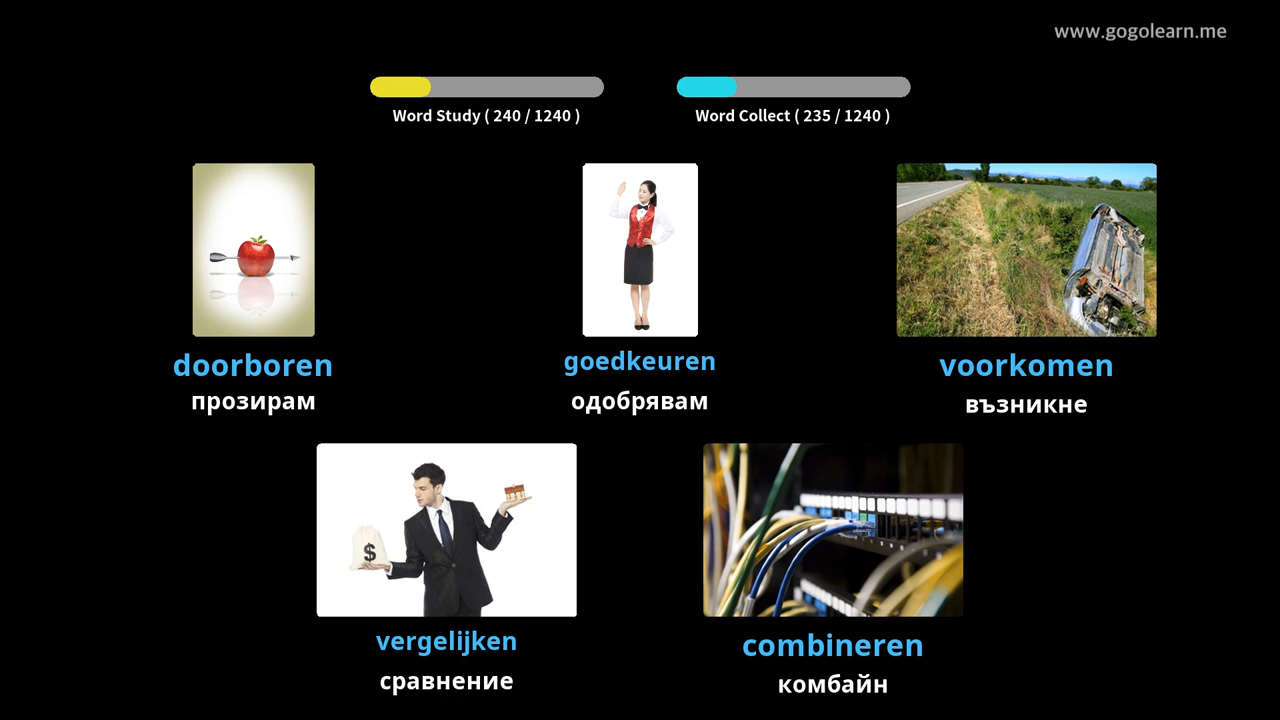 www.gogolearn.me
Word Study ( 240 / 1240 )
Word Collect ( 235 / 1240 )
doorboren
прозирам
goedkeuren
одобрявам
voorkomen
възникне
$
vergelijken
сравнение
combineren
комбайн